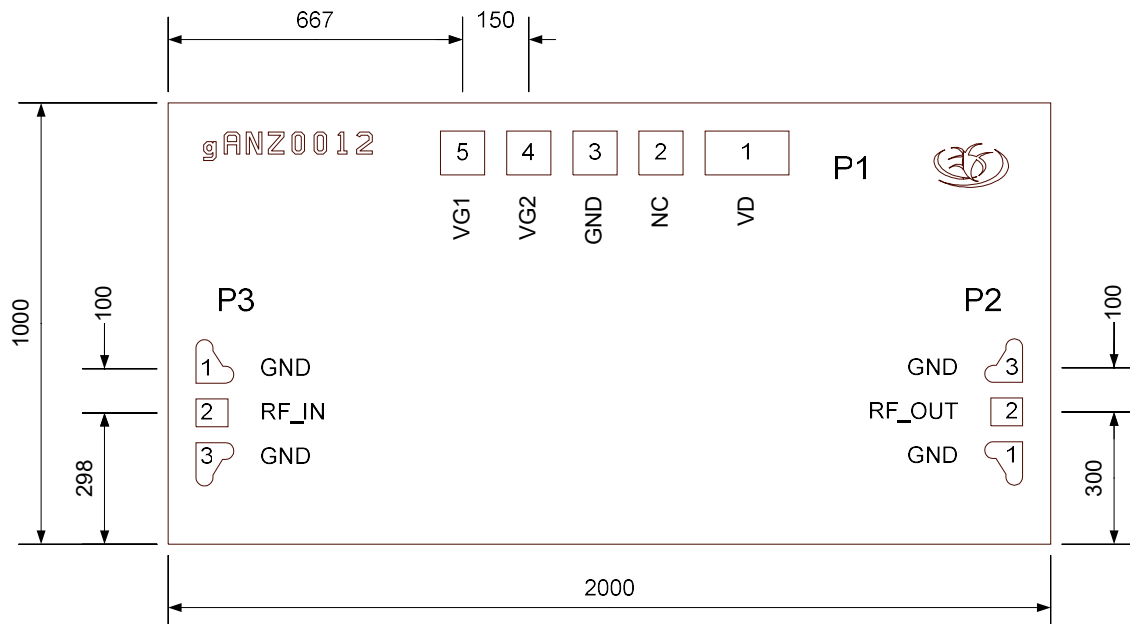 667
150
gANZ0012
5
4
3
2
1
P1
VG1
VG2
GND
NC
VD
1000
100
P3
P2
100
1
GND
GND
3
2
RF_IN
RF_OUT
2
3
GND
GND
1
298
300
2000